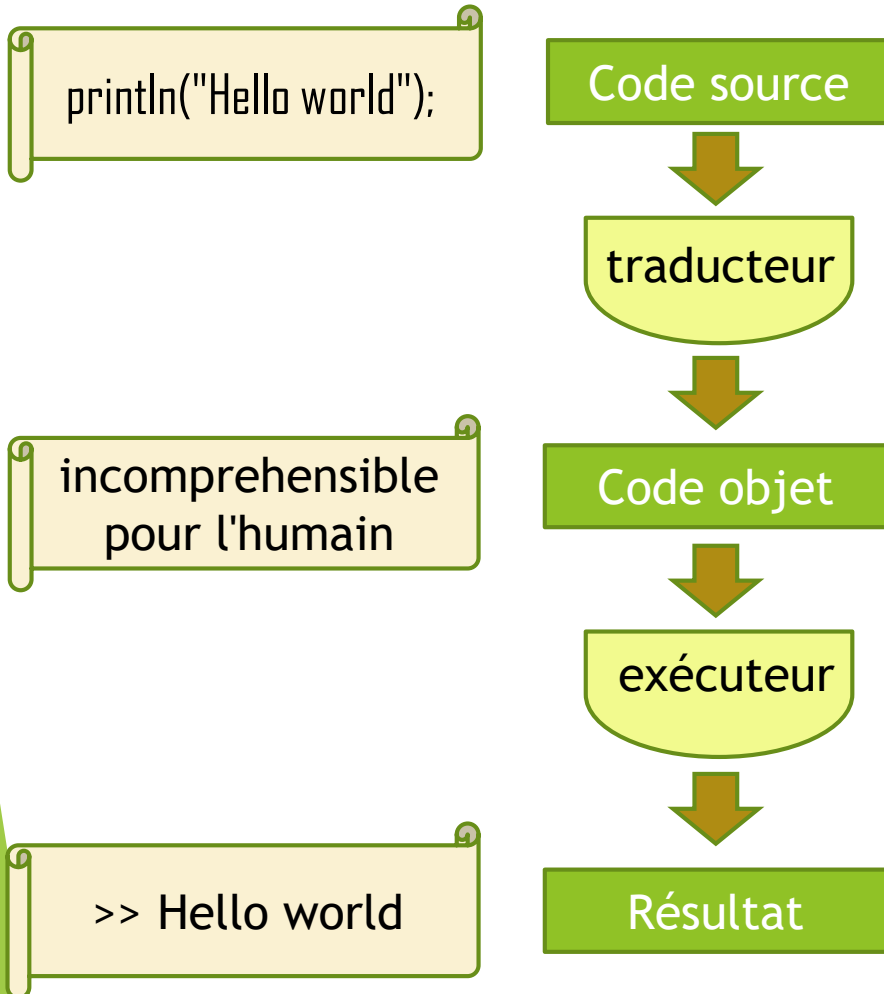 println("Hello world");
Code source
traducteur
incomprehensible
pour l'humain
Code objet
exécuteur
>> Hello world
Résultat